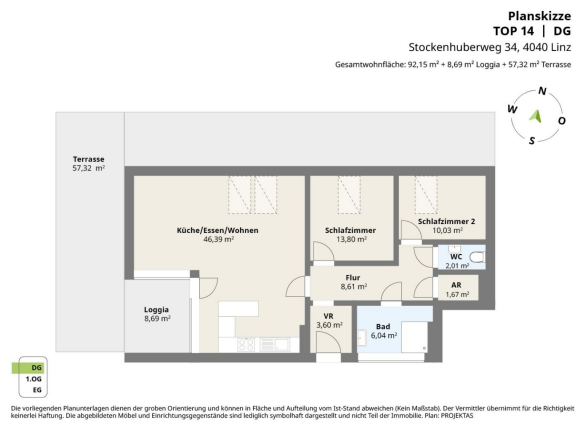 Planskizze
TOP 14 | DG
Stockenhuberweg 34, 4040 Linz
Gesamtwohnfläche: 92,15 m² + 8,69 m² Loggia + 57,32 m² Terrasse
N
W
O
S
Terrasse
57,32 m²
Küche/Essen/Wohnen
46,39 m²
Schlafzimmer
13,80 m²
Schlafzimmer 2
10,03 m²
WC
2,01 m²
Flur
8,61 m²
AR
1,67 m²
Loggia
8,69 m²
VR
3,60 m²
Bad
6,04 m²
DG
1.OG
EG
Die vorliegenden Planunterlagen dienen der groben Orientierung und können in Fläche und Aufteilung vom Ist-Stand abweichen (Kein Maßstab). Der Vermittler übernimmt für die Richtigkeit
keinerlei Haftung. Die abgebildeten Möbel und Einrichtungsgegenstände sind lediglich symbolhaft dargestellt und nicht Teil der Immobilie. Plan: PROJEKTAS